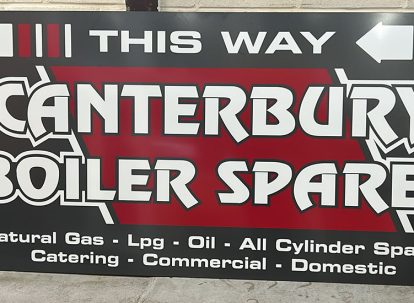 THIS WAY
CANTERBURY
BOILER SPARE
atural Gas - Lpg - Oil - All Cylinder Spa
Catering - Commercial - Domestic